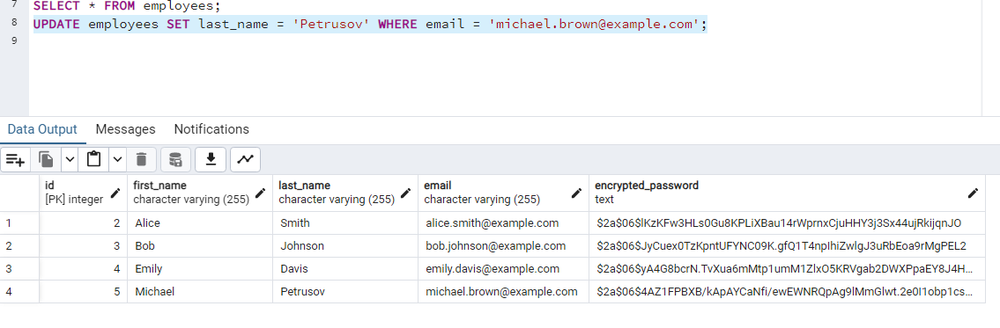 7 SELECT * FROM employees;
8 UPDATE employees SET last_name = 'Petrusov' WHERE email = 'michael.brown@example.com';
9
Data Output Messages Notifications
id first_name last_name email encrypted_password
[PK] integer character varying (255) character varying (255) character varying (255) text
1 2 Alice Smith alice.smith@example.com $2a$06$lKzKFw3HLs0Gu8KPLiXBau14rWprnxCjuHHY3j3Sx44ujRkijqnJO
2 3 Bob Johnson bob.johnson@example.com $2a$06$JyCuex0TzKpntUFYNC09K.gfQ1T4npIhiZwlgJ3uRbEoa9rMgPEL2
3 4 Emily Davis emily.davis@example.com $2a$06$yA4G8bcrN.TvXua6mMtp1umM1ZlxO5KRVgab2DWXPpaEY8J4H...
4 5 Michael Petrusov michael.brown@example.com $2a$06$4AZ1FPBXB/kApAYCaNfi/ewEWNRQpAg9lMmGlwt.2e0I1obp1cs...